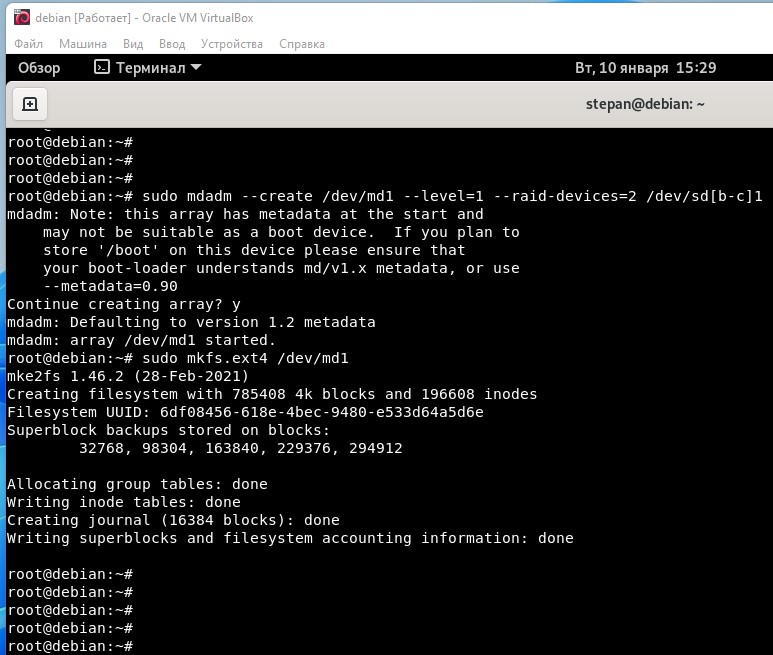 debian [Работает] - Oracle VM VirtualBox
Файл Машина Вид Ввод Устройства Справка
Обзор Терминал Вт, 10 января 15:29
stepan@debian: ~
root@debian:~#
root@debian:~#
root@debian:~#
root@debian:~# sudo mdadm --create /dev/md1 --level=1 --raid-devices=2 /dev/sd[b-c]1
mdadm: Note: this array has metadata at the start and
    may not be suitable as a boot device.  If you plan to
    store '/boot' on this device please ensure that
    your boot-loader understands md/v1.x metadata, or use
    --metadata=0.90
Continue creating array? y
mdadm: Defaulting to version 1.2 metadata
mdadm: array /dev/md1 started.
root@debian:~# sudo mkfs.ext4 /dev/md1
mke2fs 1.46.2 (28-Feb-2021)
Creating filesystem with 785408 4k blocks and 196608 inodes
Filesystem UUID: 6df08456-618e-4bec-9480-e533d64a5d6e
Superblock backups stored on blocks:
        32768, 98304, 163840, 229376, 294912
Allocating group tables: done
Writing inode tables: done
Creating journal (16384 blocks): done
Writing superblocks and filesystem accounting information: done
root@debian:~#
root@debian:~#
root@debian:~#
root@debian:~#
root@debian:~#